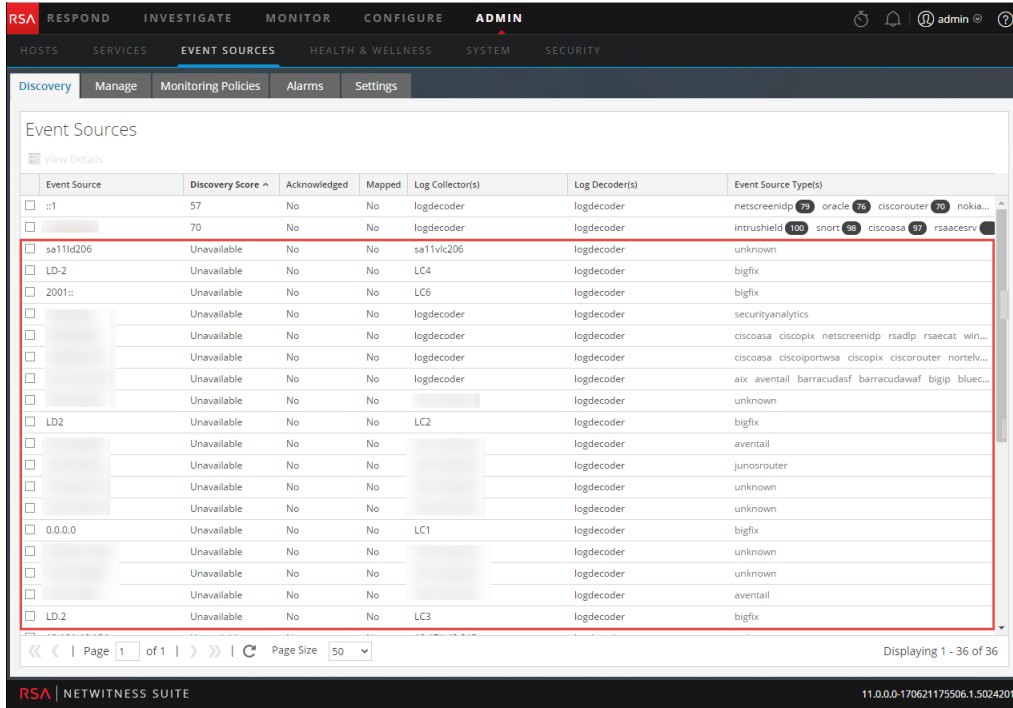 RSA RESPOND INVESTIGATE MONITOR CONFIGURE ADMIN admin
HOSTS SERVICES EVENT SOURCES HEALTH & WELLNESS SYSTEM SECURITY
Discovery Manage Monitoring Policies Alarms Settings
Event Sources
View Details
Event Source Discovery Score Acknowledged Mapped Log Collector(s) Log Decoder(s) Event Source Type(s)
::1 57 No No logdecoder logdecoder netscreenidp 79 oracle 76 ciscorouter 70 nokia...
70 No No logdecoder logdecoder intrushield 100 snort 98 ciscoasa 97 rsaacesrv
sa11ld206 Unavailable No No sa11vlc206 logdecoder unknown
LD-2 Unavailable No No LC4 logdecoder bigfix
2001:: Unavailable No No LC6 logdecoder bigfix
Unavailable No No logdecoder logdecoder securityanalytics
Unavailable No No logdecoder logdecoder ciscoasa ciscopix netscreenidp rsadlp rsaecat win...
Unavailable No No logdecoder logdecoder ciscoasa ciscoiportwsa ciscopix ciscorouter nortelv...
Unavailable No No logdecoder logdecoder aix aventail barracudasf barracudawaf bigip bluec...
Unavailable No No logdecoder unknown
LD2 Unavailable No No LC2 logdecoder bigfix
Unavailable No No logdecoder aventail
Unavailable No No logdecoder junosrouter
Unavailable No No logdecoder unknown
Unavailable No No logdecoder unknown
0.0.0.0 Unavailable No No LC1 logdecoder bigfix
Unavailable No No logdecoder unknown
Unavailable No No logdecoder unknown
Unavailable No No logdecoder aventail
LD.2 Unavailable No No LC3 logdecoder bigfix
Page 1 of 1 Page Size 50 Displaying 1 - 36 of 36
RSA NETWITNESS SUITE 11.0.0.0-170621175506.1.5024201